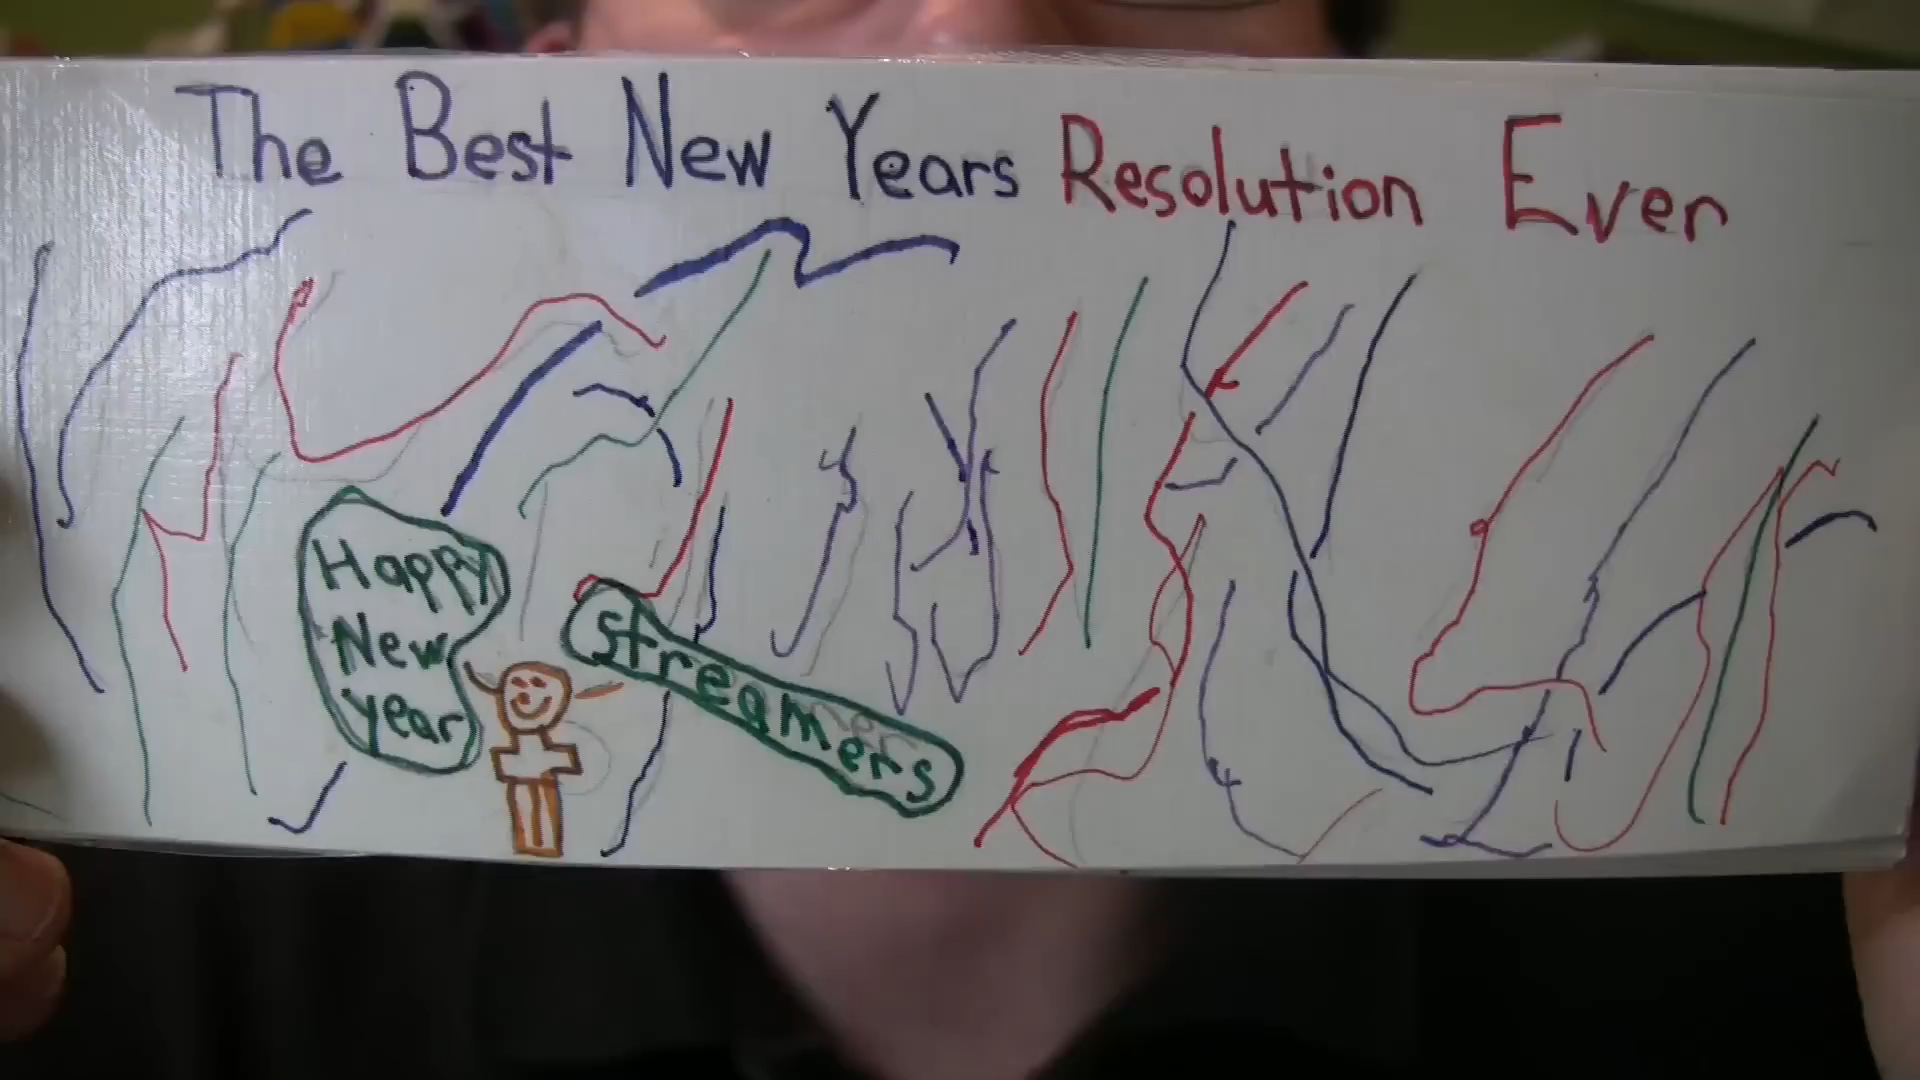 The Best New Years Resolution Ever
Happy
New
year
streamers